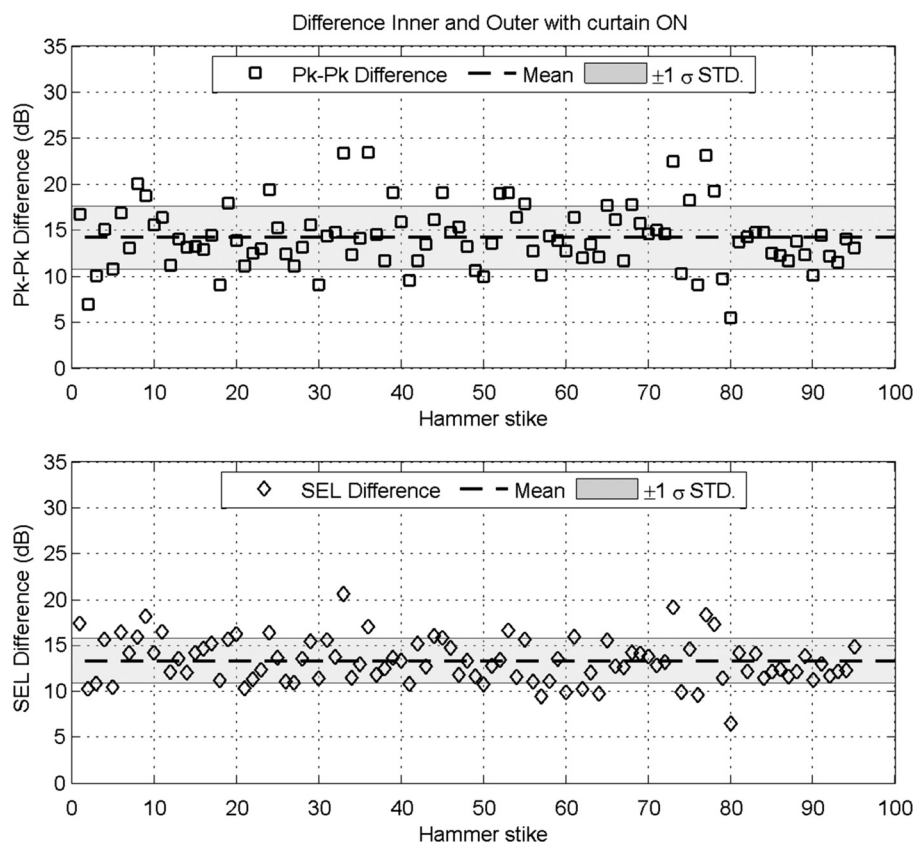 Difference Inner and Outer with curtain ON
35
30
25
20
15
10
5
0
Pk-Pk Difference (dB)
Pk-Pk Difference Mean ±1 σ STD.
0 10 20 30 40 50 60 70 80 90 100
Hammer stike
35
30
25
20
15
10
5
0
SEL Difference (dB)
SEL Difference Mean ±1 σ STD.
0 10 20 30 40 50 60 70 80 90 100
Hammer stike